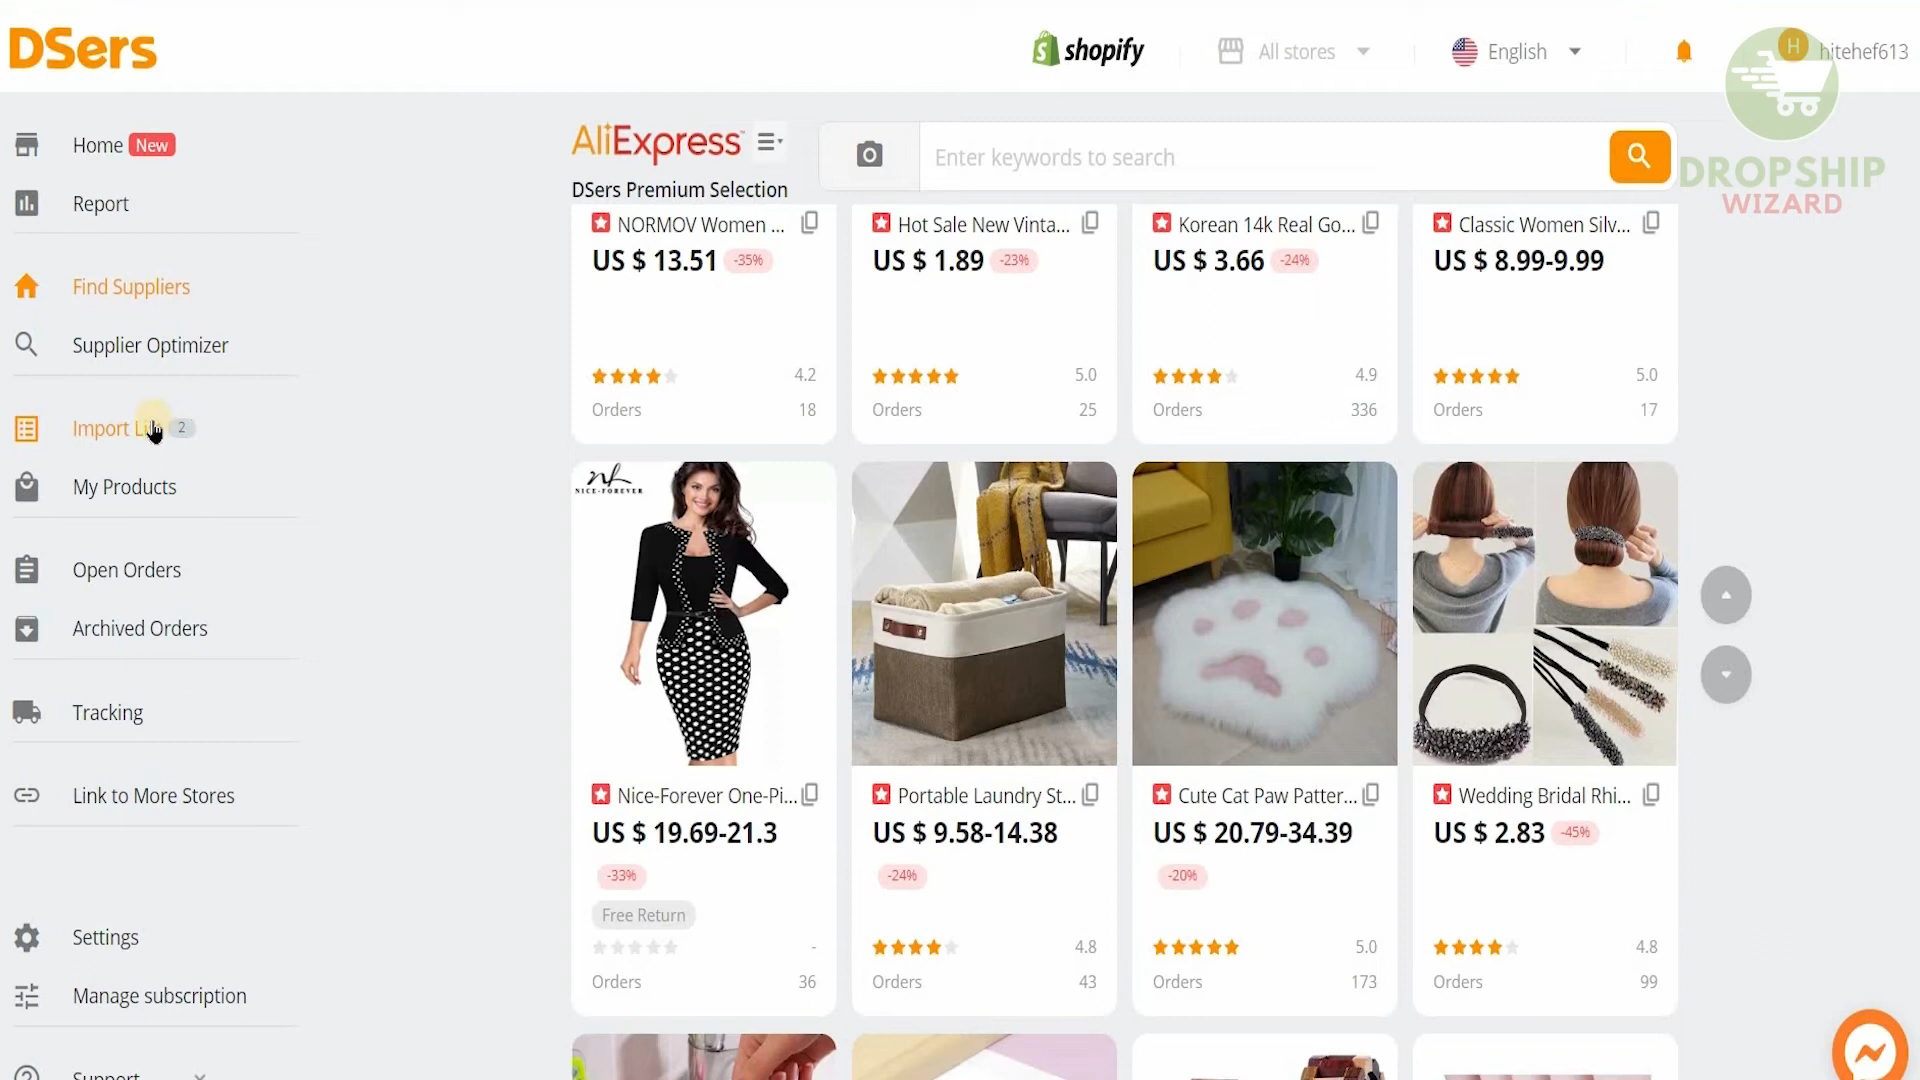 DSers
shopify
All stores
English
H
hitehef613
DROPSHIP
WIZARD
Home New
Report
Find Suppliers
Supplier Optimizer
Import
2
My Products
Open Orders
Archived Orders
Tracking
Link to More Stores
Settings
Manage subscription
Support
AliExpress
DSers Premium Selection
Enter keywords to search
NORMOV Women ...
US $ 13.51 -35%
4.2
Orders 18
Hot Sale New Vinta...
US $ 1.89 -23%
5.0
Orders 25
Korean 14k Real Go...
US $ 3.66 -24%
4.9
Orders 336
Classic Women Silv...
US $ 8.99-9.99
5.0
Orders 17
nf
NICE-FOREVER
Nice-Forever One-Pi...
US $ 19.69-21.3
-33%
Free Return
-
Orders 36
Portable Laundry St...
US $ 9.58-14.38
-24%
4.8
Orders 43
Cute Cat Paw Patter...
US $ 20.79-34.39
-20%
5.0
Orders 173
Wedding Bridal Rhi...
US $ 2.83 -45%
4.8
Orders 99